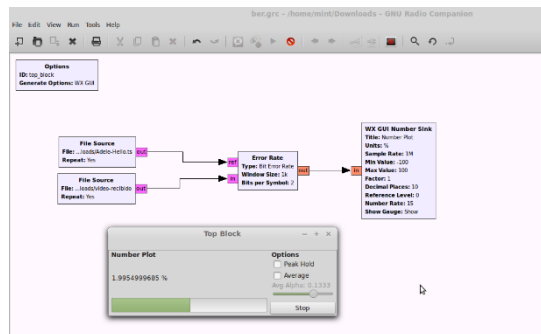 ber.grc - /home/mint/Downloads - GNU Radio Companion
File Edit View Run Tools Help
Options
ID: top_block
Generate Options: WX GUI
File Source
File: ...loads/Adele-Hello.ts
Repeat: Yes
out
File Source
File: ...loads/video-recibido
Repeat: Yes
out
ref
in
Error Rate
Type: Bit Error Rate
Window Size: 1k
Bits per Symbol: 2
out
in
WX GUI Number Sink
Title: Number Plot
Units: %
Sample Rate: 1M
Min Value: -100
Max Value: 100
Factor: 1
Decimal Places: 10
Reference Level: 0
Number Rate: 15
Show Gauge: Show
Top Block
Number Plot
1.9954999685 %
Options
Peak Hold
Average
Avg Alpha: 0.1333
Stop